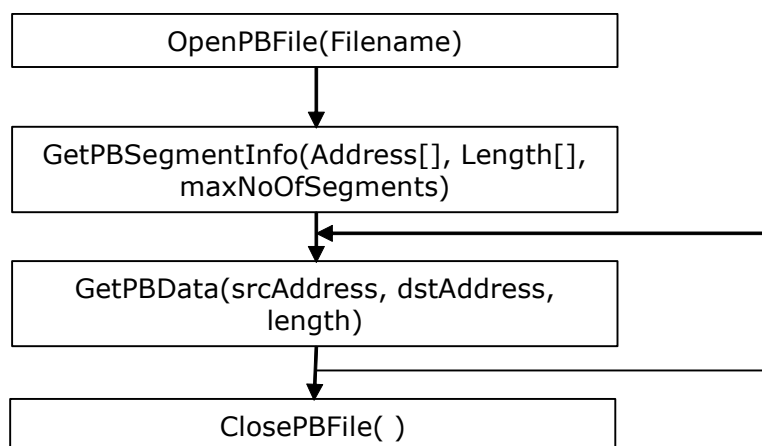 OpenPBFile(Filename)
GetPBSegmentInfo(Address[], Length[],
maxNoOfSegments)
GetPBData(srcAddress, dstAddress,
length)
ClosePBFile( )